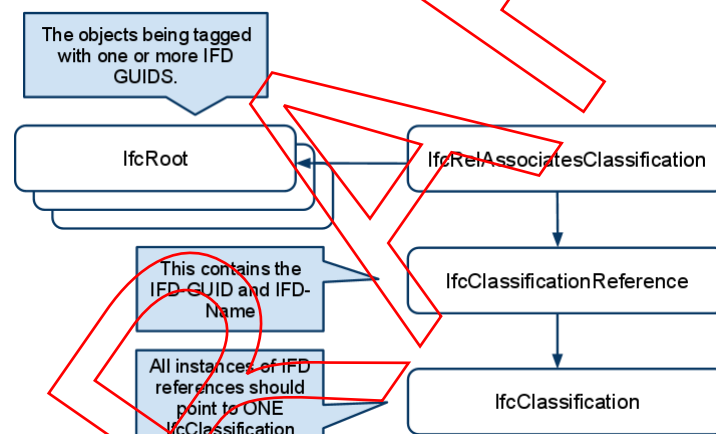 The objects being tagged
with one or more IFD
GUIDS.
IfcRoot
IfcRelAssociatesClassification
This contains the
IFD-GUID and IFD-
Name
IfcClassificationReference
All instances of IFD
references should
point to ONE
IfcClassification
IfcClassification